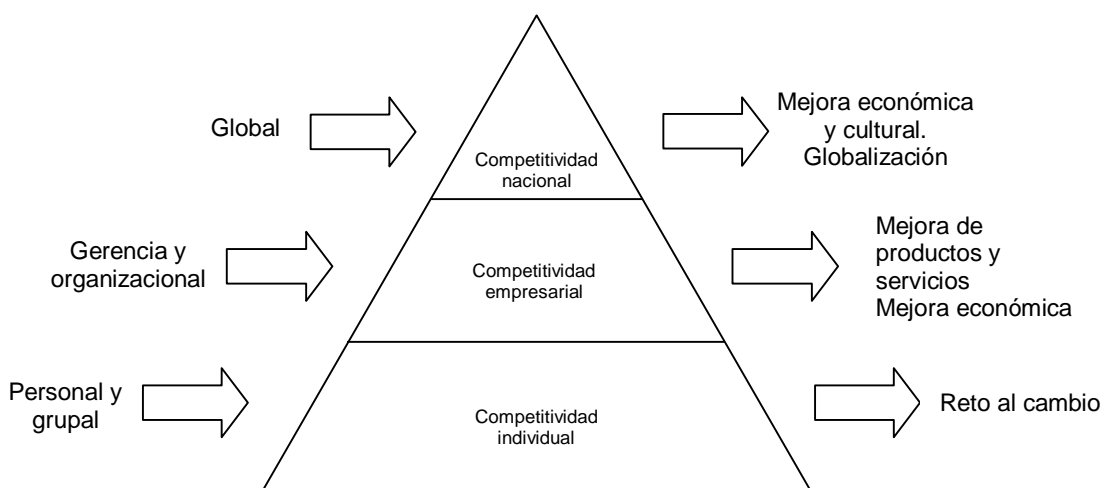 Global
Competitividad
nacional
Mejora económica
y cultural.
Globalización
Gerencia y
organizacional
Competitividad
empresarial
Mejora de
productos y
servicios
Mejora económica
Personal y
grupal
Competitividad
individual
Reto al cambio